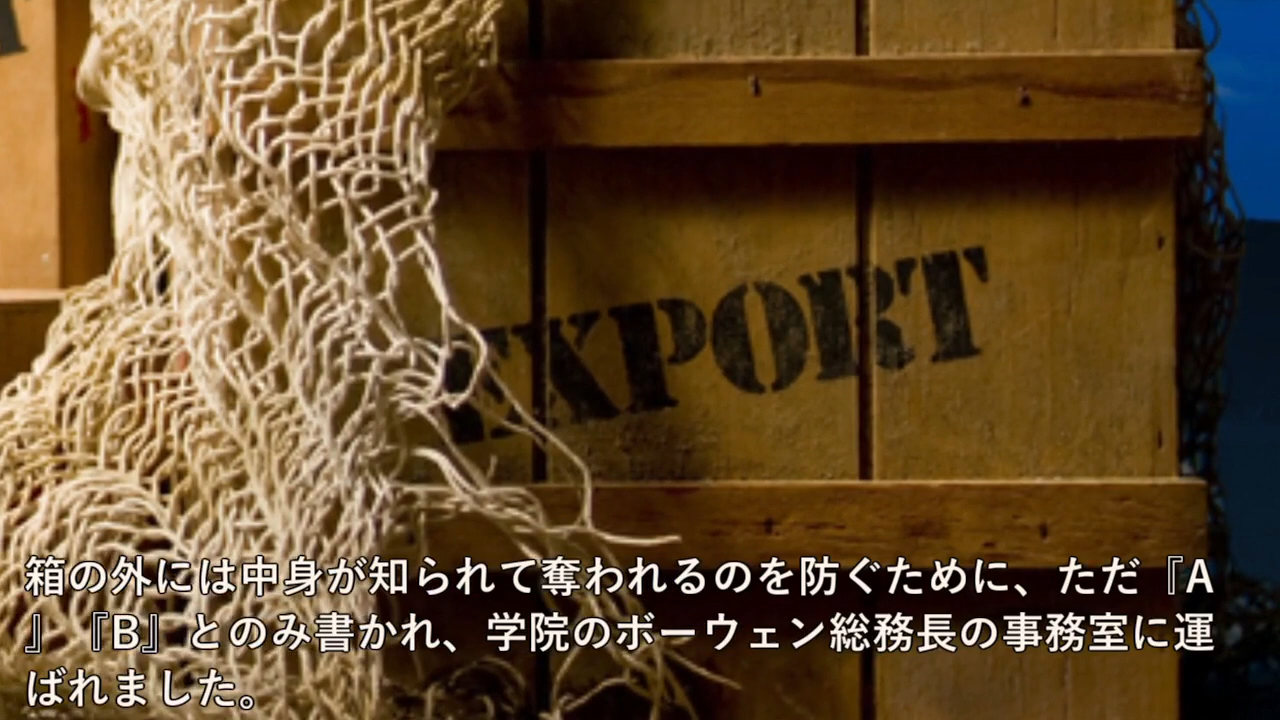 EXPORT
箱の外には中身が知られて奪われるのを防ぐために、ただ『A
』『B』とのみ書かれ、学院のボーウェン総務長の事務室に運
ばれました。